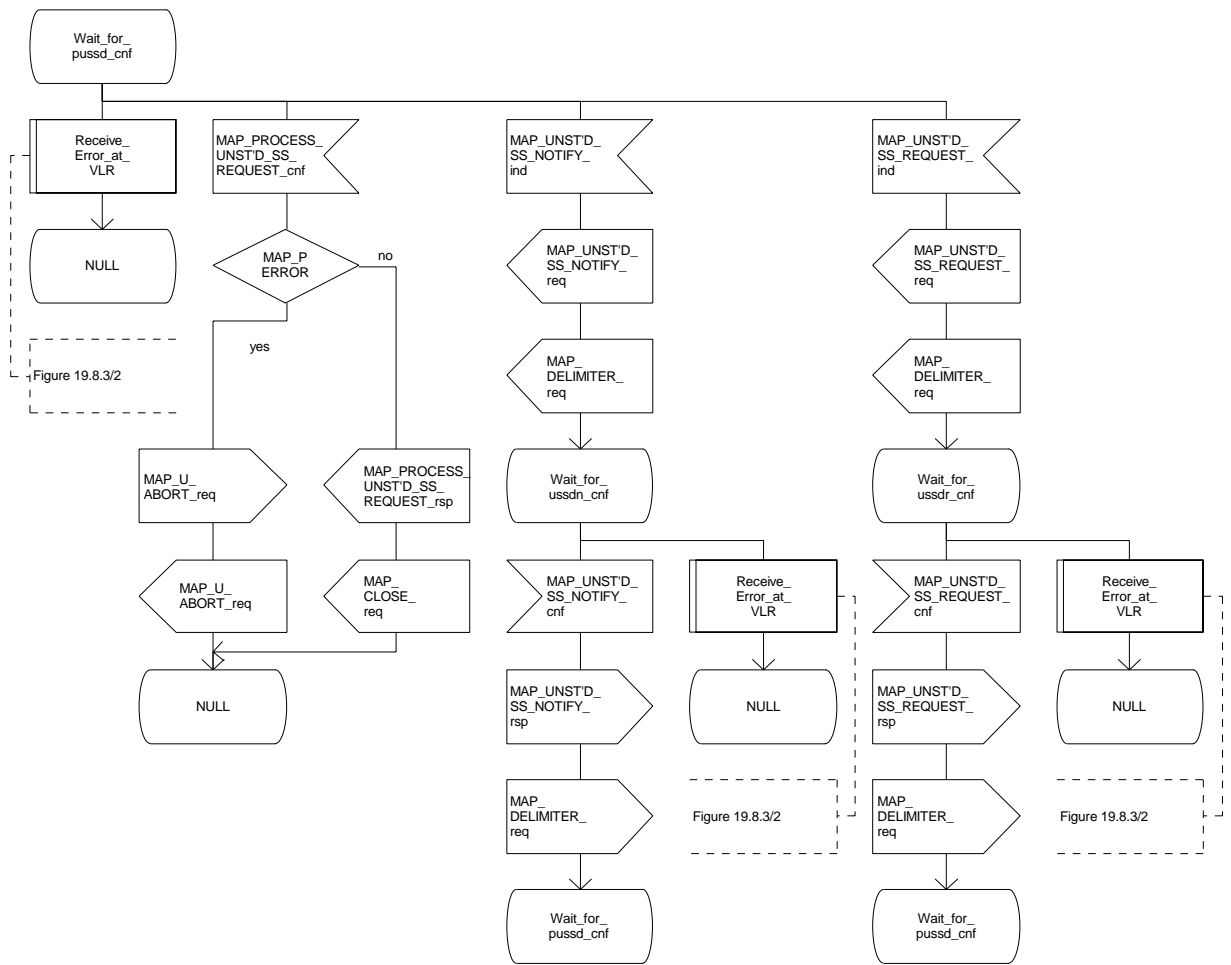 Wait_for_
pussd_cnf
Receive_
Error_at_
VLR
NULL
Figure 19.8.3/2
MAP_PROCESS_
UNST'D_SS_
REQUEST_cnf
MAP_P
ERROR
no
yes
MAP_U_
ABORT_req
MAP_U_
ABORT_req
NULL
MAP_PROCESS_
UNST'D_SS_
REQUEST_rsp
MAP_
CLOSE_
req
MAP_UNST'D_
SS_NOTIFY_
ind
MAP_UNST'D_
SS_NOTIFY_
req
MAP_
DELIMITER_
req
Wait_for_
ussdn_cnf
MAP_UNST'D_
SS_NOTIFY_
cnf
MAP_UNST'D_
SS_NOTIFY_
rsp
MAP_
DELIMITER_
req
Wait_for_
pussd_cnf
Receive_
Error_at_
VLR
NULL
Figure 19.8.3/2
MAP_UNST'D_
SS_REQUEST_
ind
MAP_UNST'D_
SS_REQUEST_
req
MAP_
DELIMITER_
req
Wait_for_
ussdr_cnf
MAP_UNST'D_
SS_REQUEST_
cnf
MAP_UNST'D_
SS_REQUEST_
rsp
MAP_
DELIMITER_
req
Wait_for_
pussd_cnf
Receive_
Error_at_
VLR
NULL
Figure 19.8.3/2